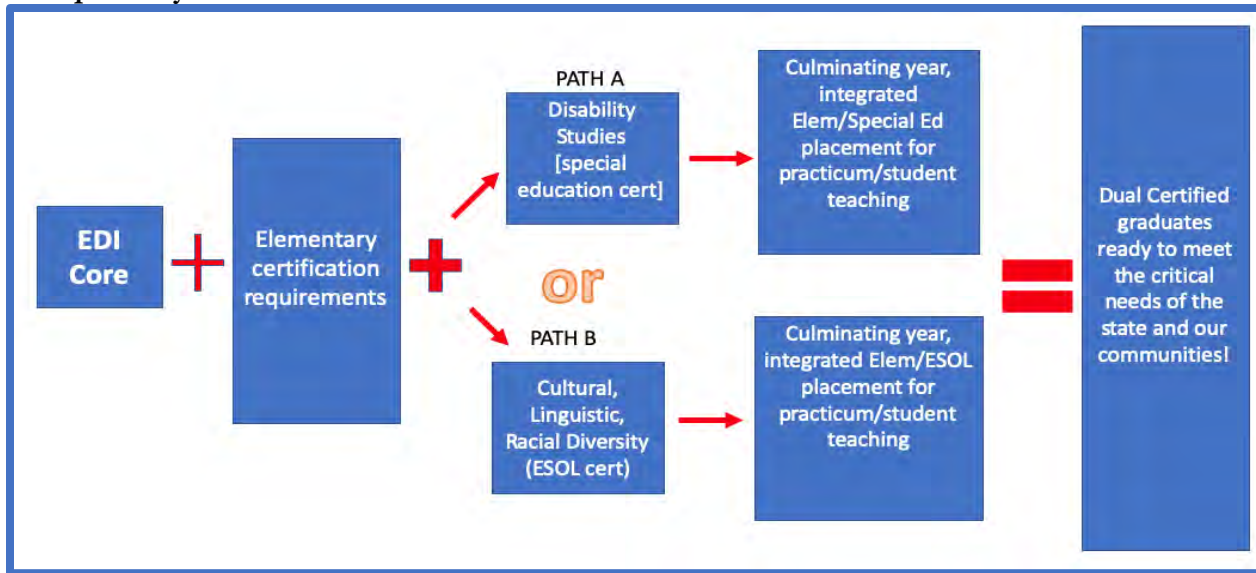 EDI
Core
Elementary
certification
requirements
PATH A
Disability
Studies
[special
education cert]
or
PATH B
Cultural,
Linguistic,
Racial Diversity
(ESOL cert)
Culminating year,
integrated
Elem/Special Ed
placement for
practicum/student
teaching
Culminating year,
integrated Elem/ESOL
placement for
practicum/student
teaching
Dual Certified
graduates
ready to meet
the critical
needs of the
state and our
communities!